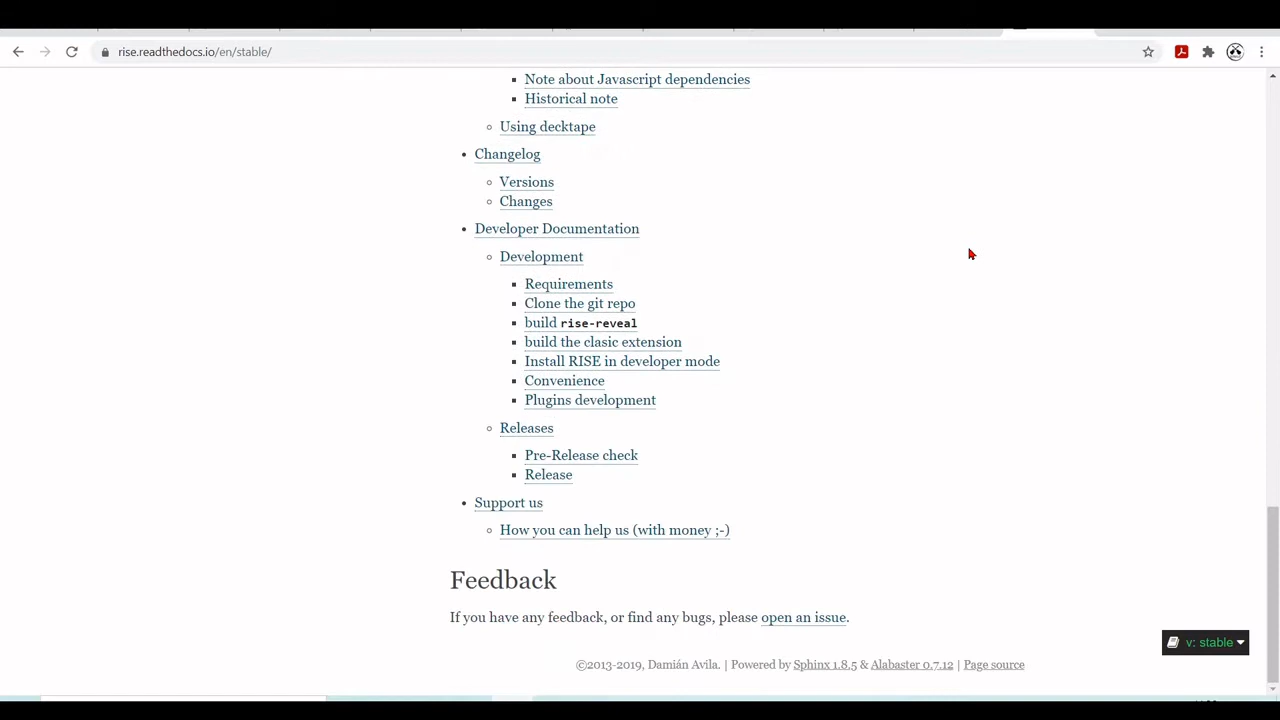 rise.readthedocs.io/en/stable/
Note about Javascript dependencies
Historical note
Using decktape
Changelog
Versions
Changes
Developer Documentation
Development
Requirements
Clone the git repo
build rise-reveal
build the clasic extension
Install RISE in developer mode
Convenience
Plugins development
Releases
Pre-Release check
Release
Support us
How you can help us (with money ;-)
Feedback
If you have any feedback, or find any bugs, please open an issue.
v: stable
©2013-2019, Damián Avila. | Powered by Sphinx 1.8.5 & Alabaster 0.7.12 | Page source